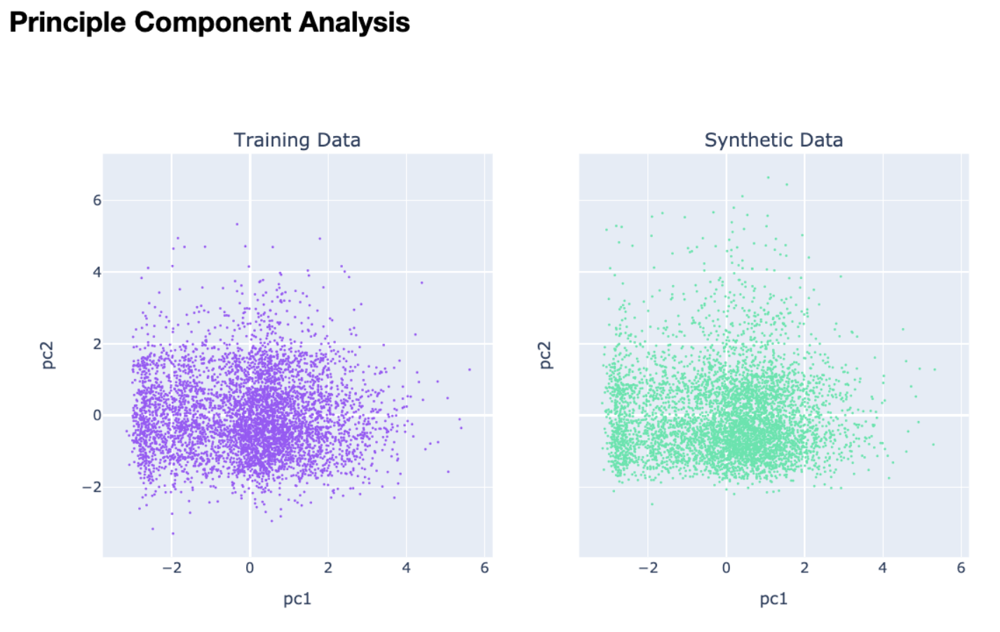 Principle Component Analysis
Training Data
Synthetic Data
6
4
2
0
−2
pc2
pc2
−2 0 2 4 6
−2 0 2 4 6
pc1
pc1